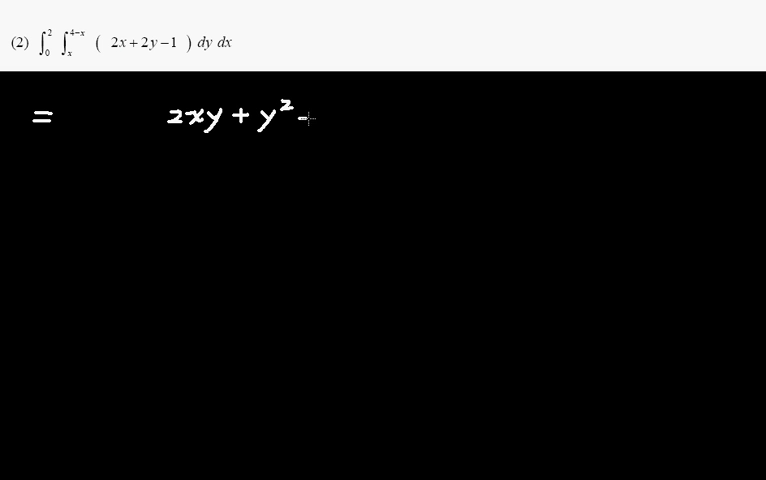 (2) ∫₀² ∫ₓ⁴⁻ˣ ( 2x+2y−1 ) dy dx
= 2xy + y² -